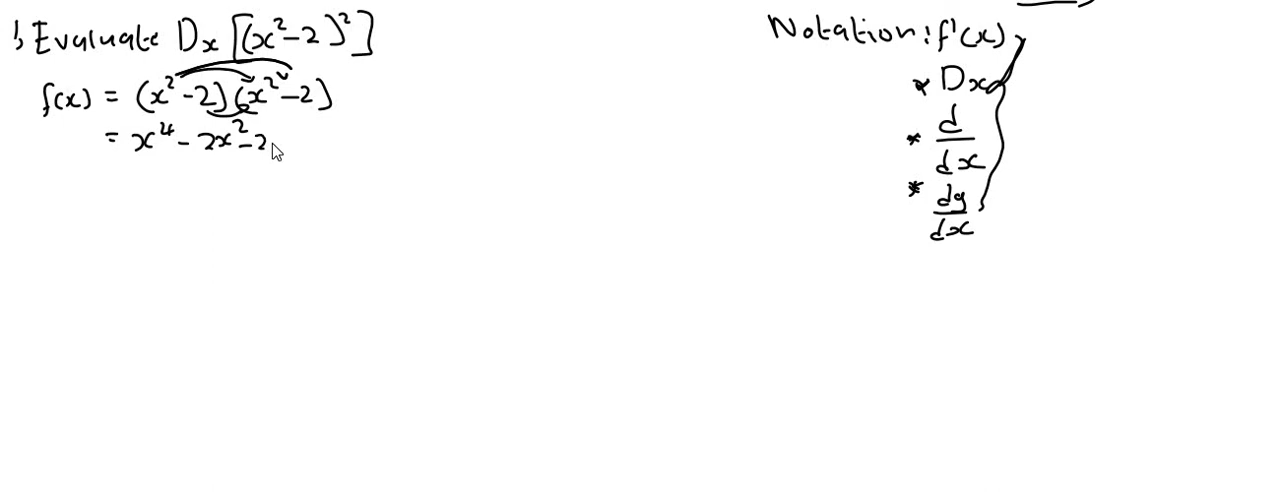 1, Evaluate Dx [(x²-2)²]
f(x) = (x²-2)(x²-2)
= x⁴ - 2x² - 2
Notation: f'(x)
* Dx
* d/dx
* dy/dx